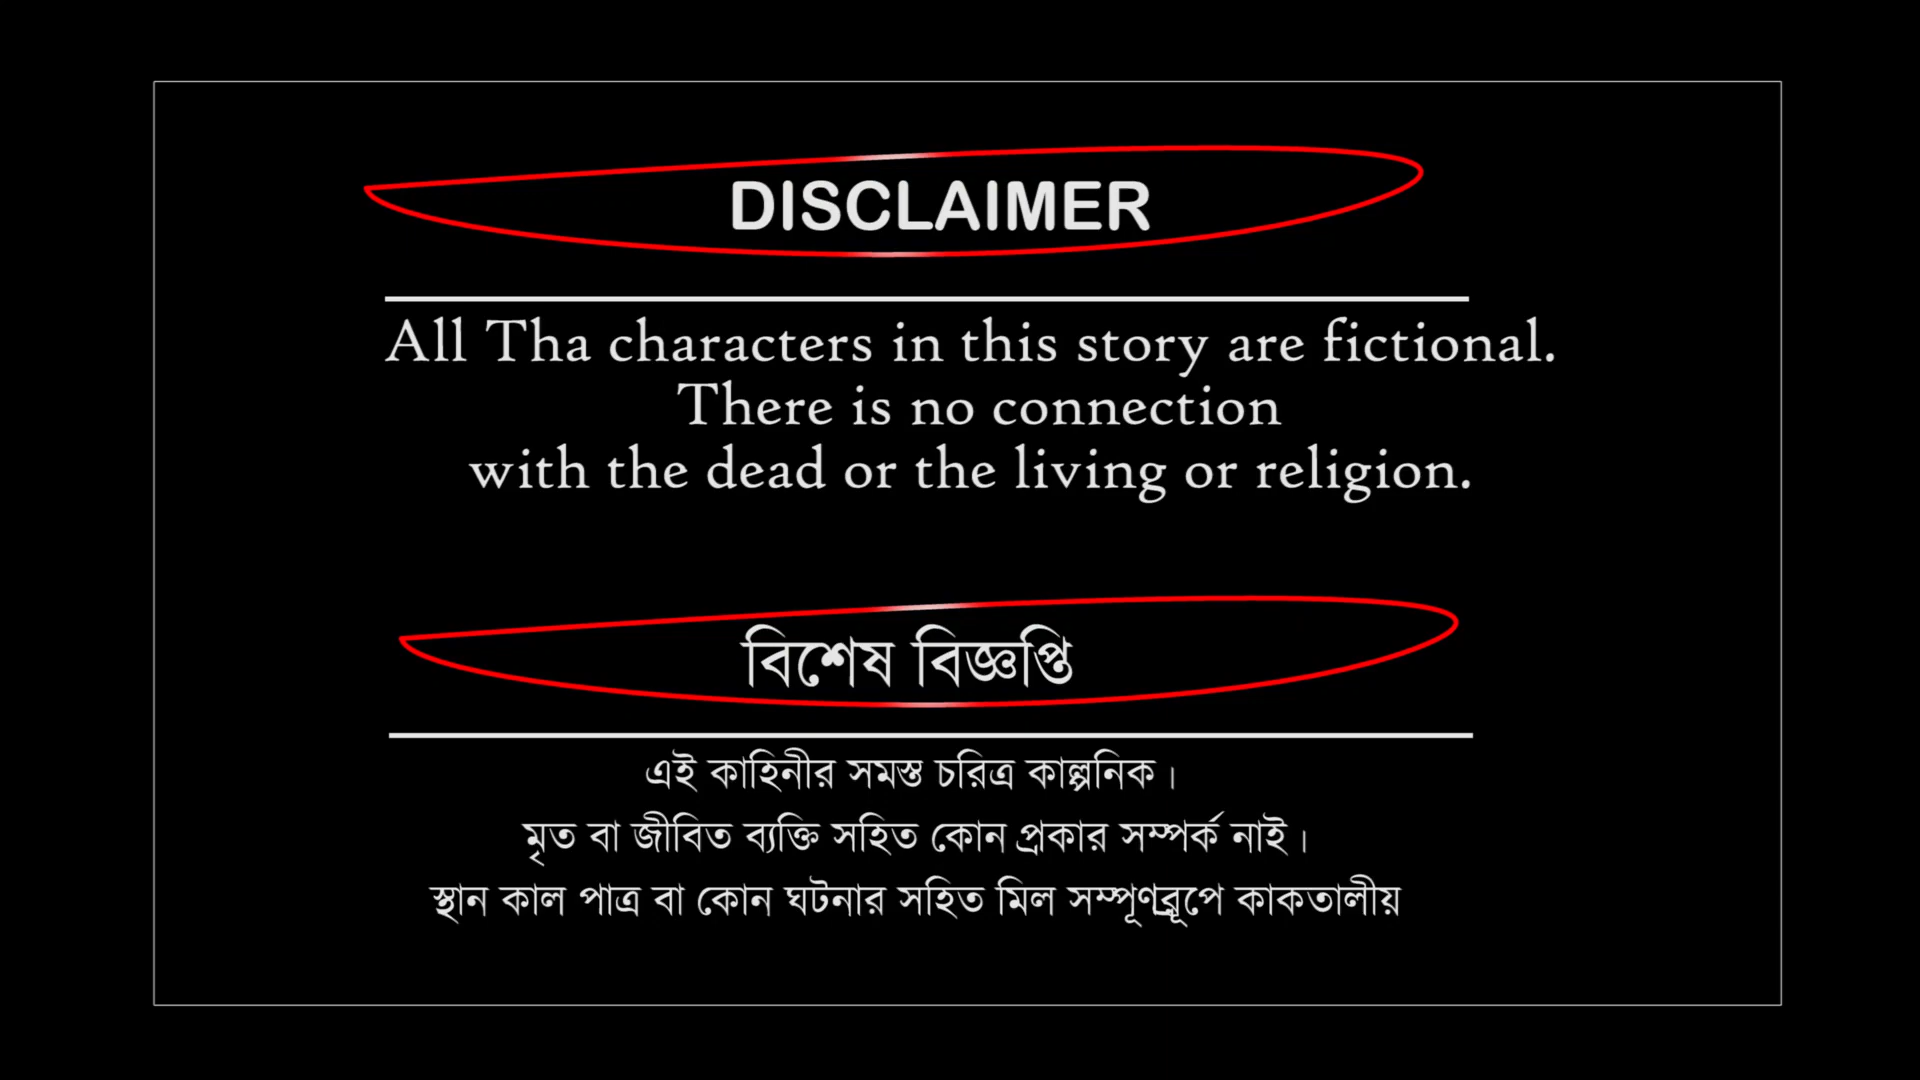 DISCLAIMER
All Tha characters in this story are fictional.
There is no connection
with the dead or the living or religion.
বিশেষ বিজ্ঞপ্তি
এই কাহিনীর সমস্ত চরিত্র কাল্পনিক।
মৃত বা জীবিত ব্যক্তি সহিত কোন প্রকার সম্পর্ক নাই।
স্থান কাল পাত্র বা কোন ঘটনার সহিত মিল সম্পূর্ণরূপে কাকতালীয়